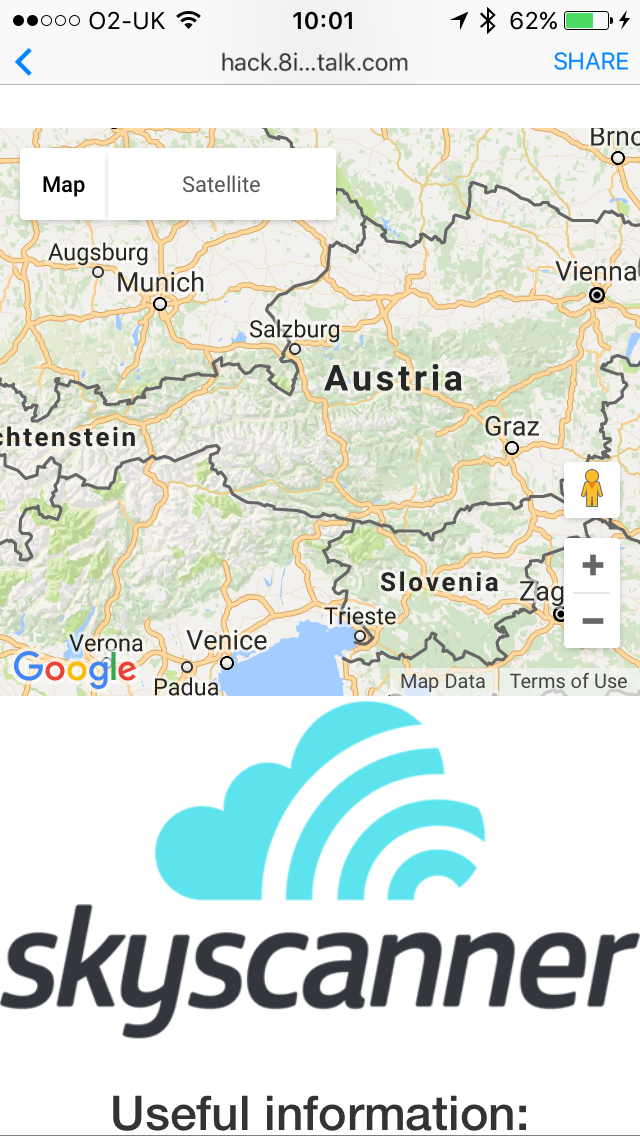 O2-UK 10:01 62%
hack.8i...talk.com SHARE
Map Satellite
Brno
Augsburg
Munich
Vienna
Salzburg
Austria
Graz
chtenstein
Slovenia
Zag
Trieste
Verona
Venice
Google
Padua
Map Data Terms of Use
skyscanner
Useful information: